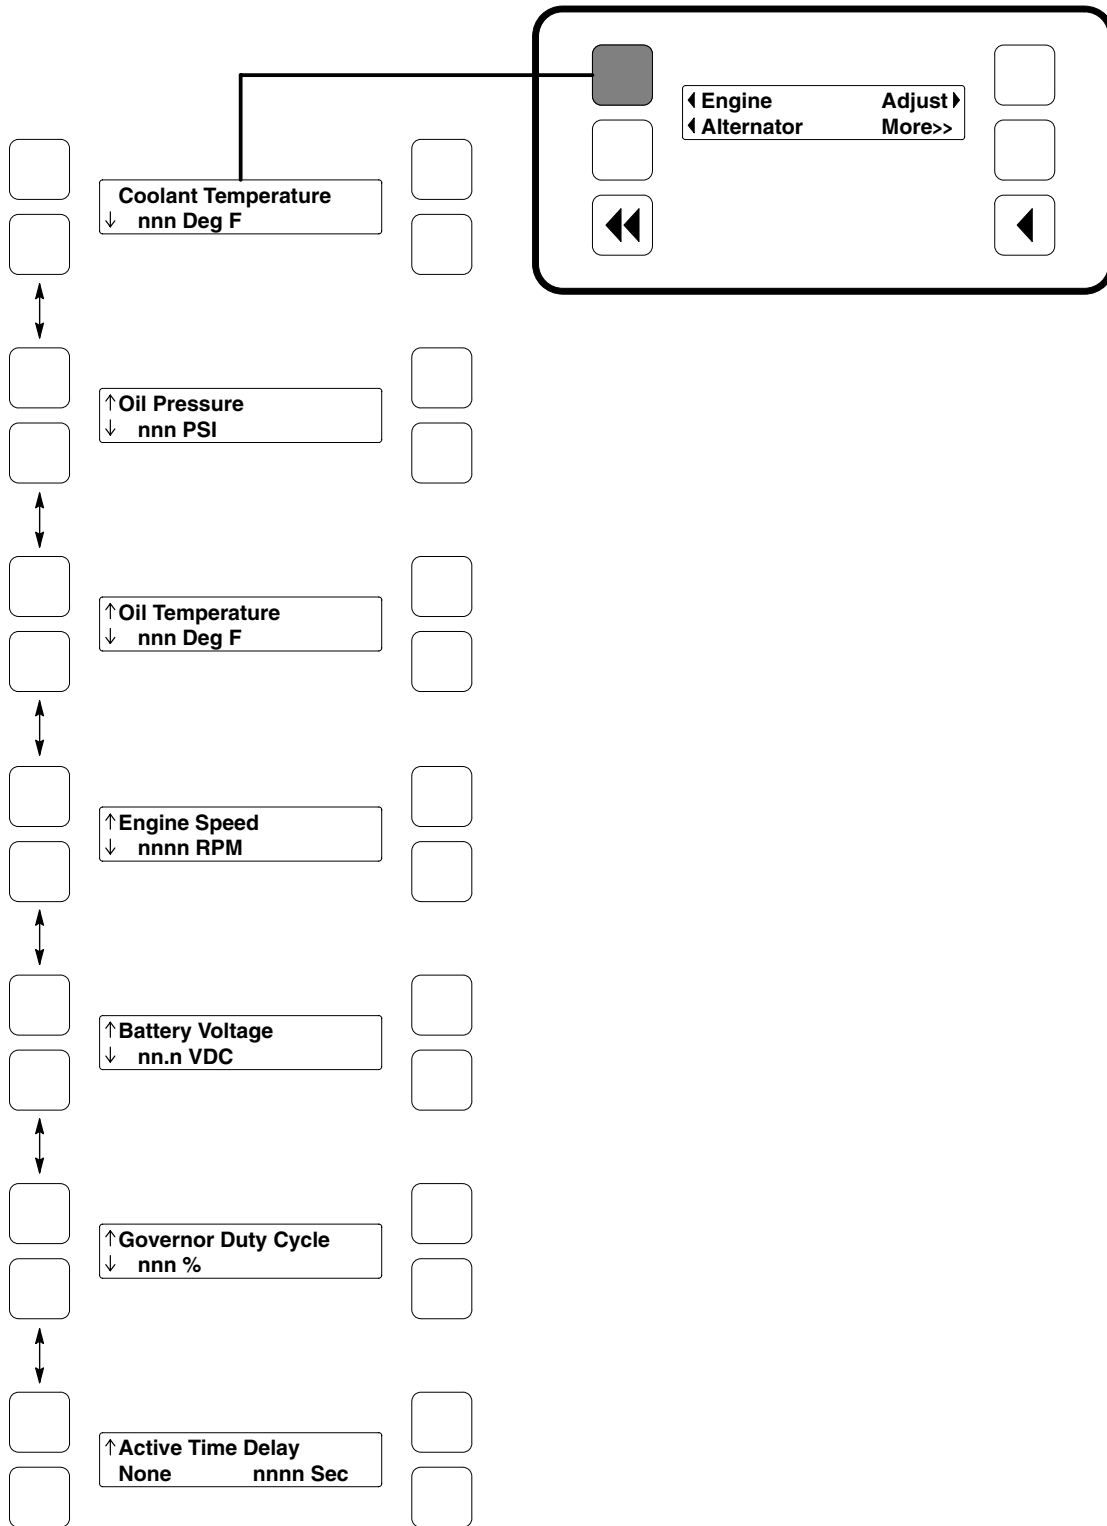 Engine Adjust
Alternator More>>
Coolant Temperature
↓ nnn Deg F
↑Oil Pressure
↓ nnn PSI
↑Oil Temperature
↓ nnn Deg F
↑Engine Speed
↓ nnnn RPM
↑Battery Voltage
↓ nn.n VDC
↑Governor Duty Cycle
↓ nnn %
↑Active Time Delay
None nnnn Sec